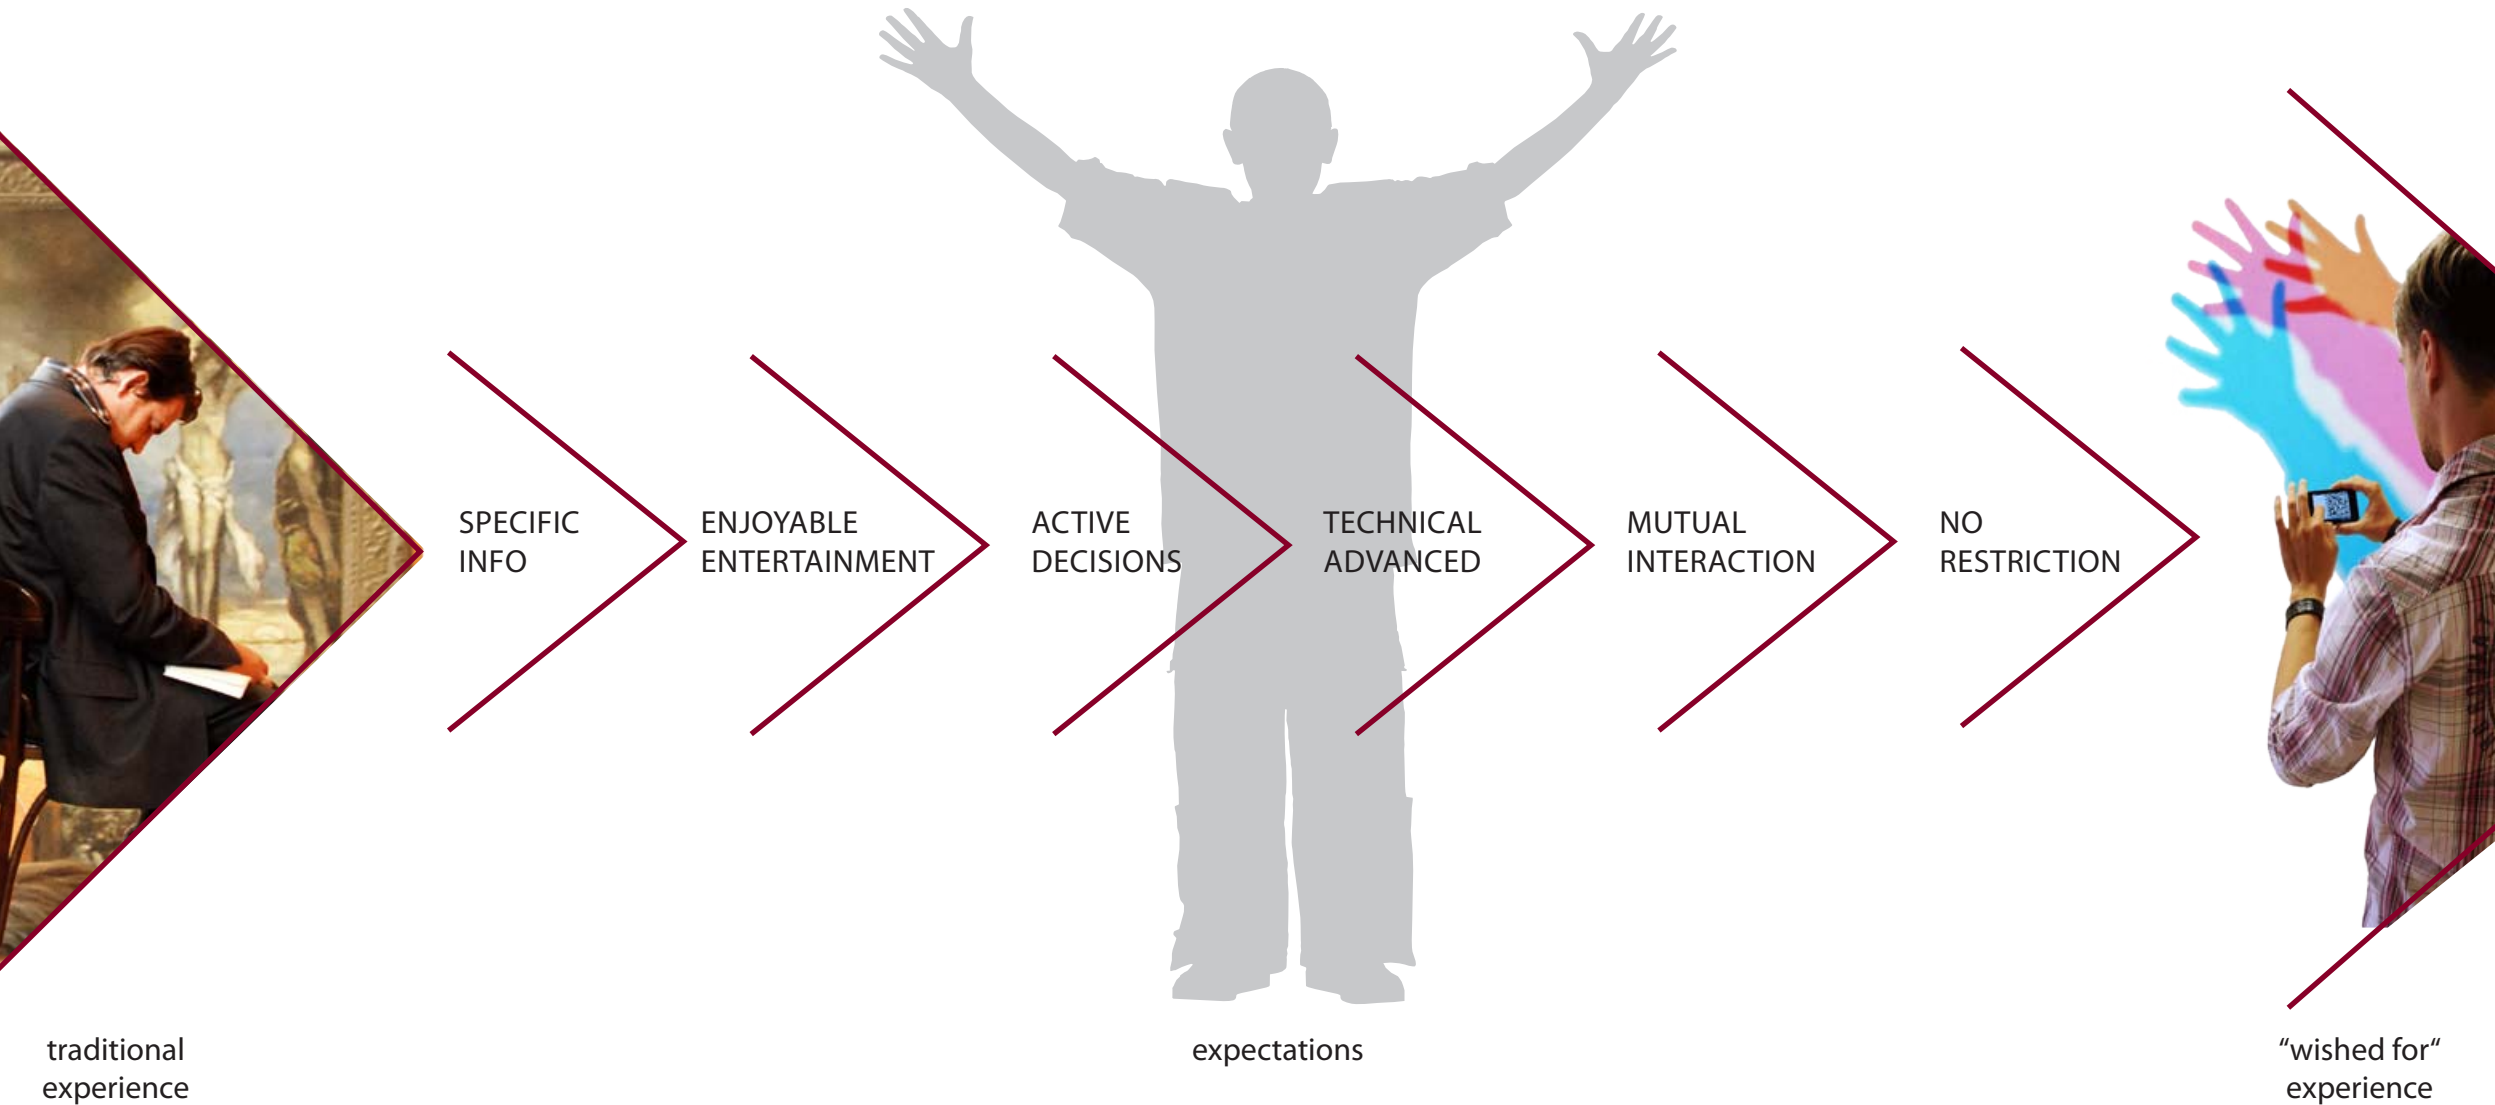 SPECIFIC
INFO
ENJOYABLE
ENTERTAINMENT
ACTIVE
DECISIONS
TECHNICAL
ADVANCED
MUTUAL
INTERACTION
NO
RESTRICTION
traditional
experience
expectations
“wished for“
experience